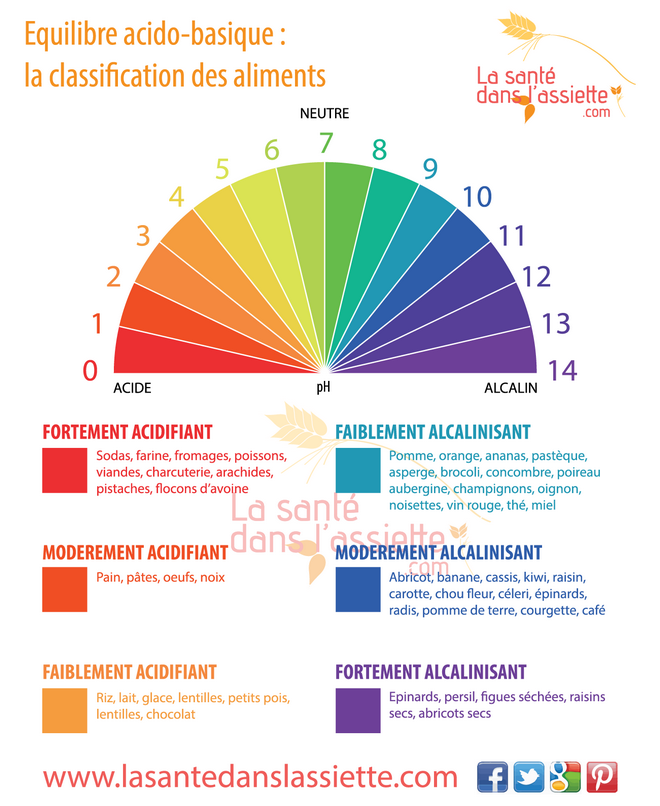 Equilibre acido-basique :
la classification des aliments
La santé
dans l'assiette
.com
NEUTRE
0
1
2
3
4
5
6
7
8
9
10
11
12
13
14
ACIDE
pH
ALCALIN
FORTEMENT ACIDIFIANT
Sodas, farine, fromages, poissons,
viandes, charcuterie, arachides,
pistaches, flocons d'avoine
MODEREMENT ACIDIFIANT
Pain, pâtes, oeufs, noix
FAIBLEMENT ACIDIFIANT
Riz, lait, glace, lentilles, petits pois,
lentilles, chocolat
FAIBLEMENT ALCALINISANT
Pomme, orange, ananas, pastèque,
asperge, brocoli, concombre, poireau
aubergine, champignons, oignon,
noisettes, vin rouge, thé, miel
MODEREMENT ALCALINISANT
Abricot, banane, cassis, kiwi, raisin,
carotte, chou fleur, céleri, épinards,
radis, pomme de terre, courgette, café
FORTEMENT ALCALINISANT
Epinards, persil, figues séchées, raisins
secs, abricots secs
La santé
dans l'assiette
.com
www.lasantedanslassiette.com